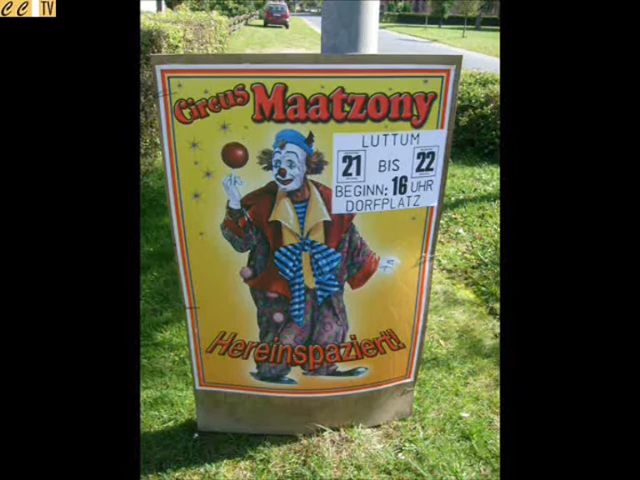 CC TV
Circus Maatzony
LUTTUM
21 BIS 22
BEGINN: 16 UHR
DORFPLATZ
Hereinspaziert!